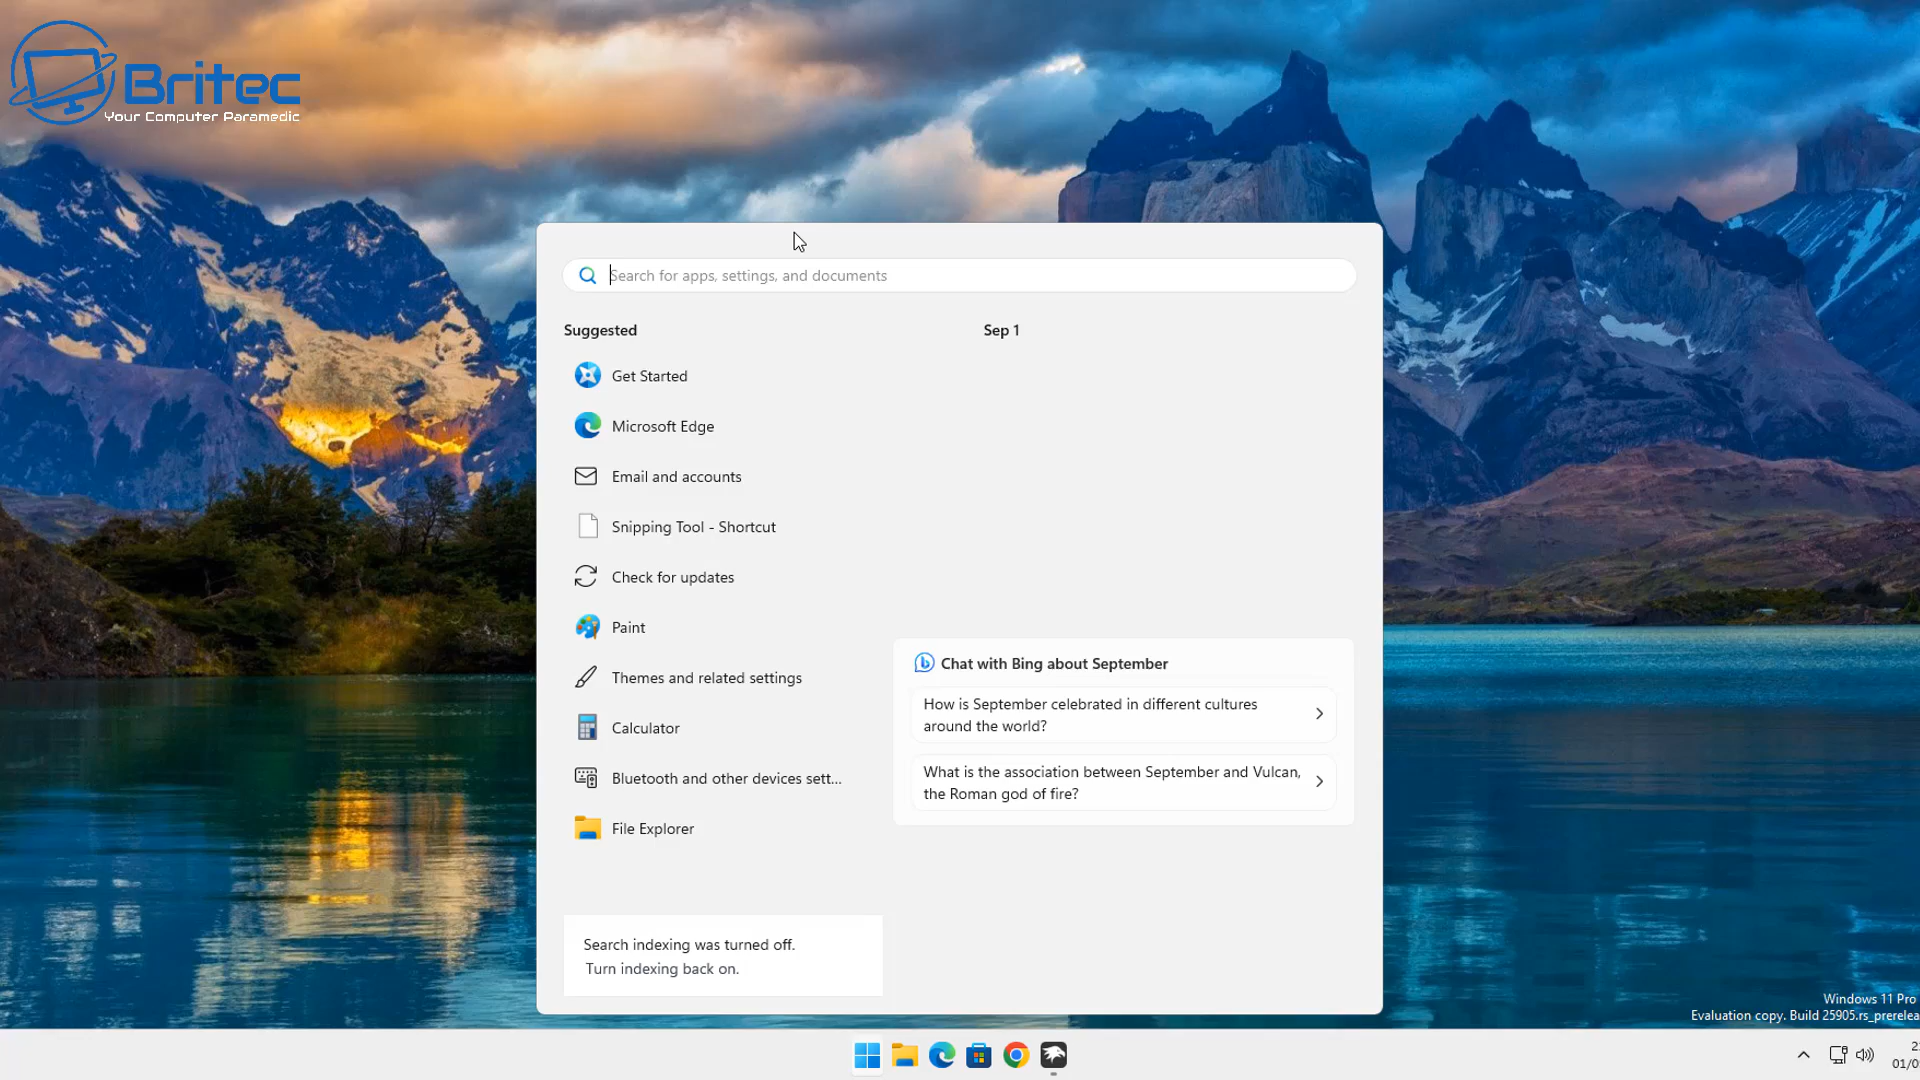 Britec
Your Computer Paramedic
Search for apps, settings, and documents
Suggested
Sep 1
Get Started
Microsoft Edge
Email and accounts
Snipping Tool - Shortcut
Check for updates
Paint
Themes and related settings
Calculator
Bluetooth and other devices sett...
File Explorer
Chat with Bing about September
How is September celebrated in different cultures
around the world?
What is the association between September and Vulcan,
the Roman god of fire?
Search indexing was turned off.
Turn indexing back on.
Windows 11 Pro
Evaluation copy. Build 25905.rs_prerelea
01/0